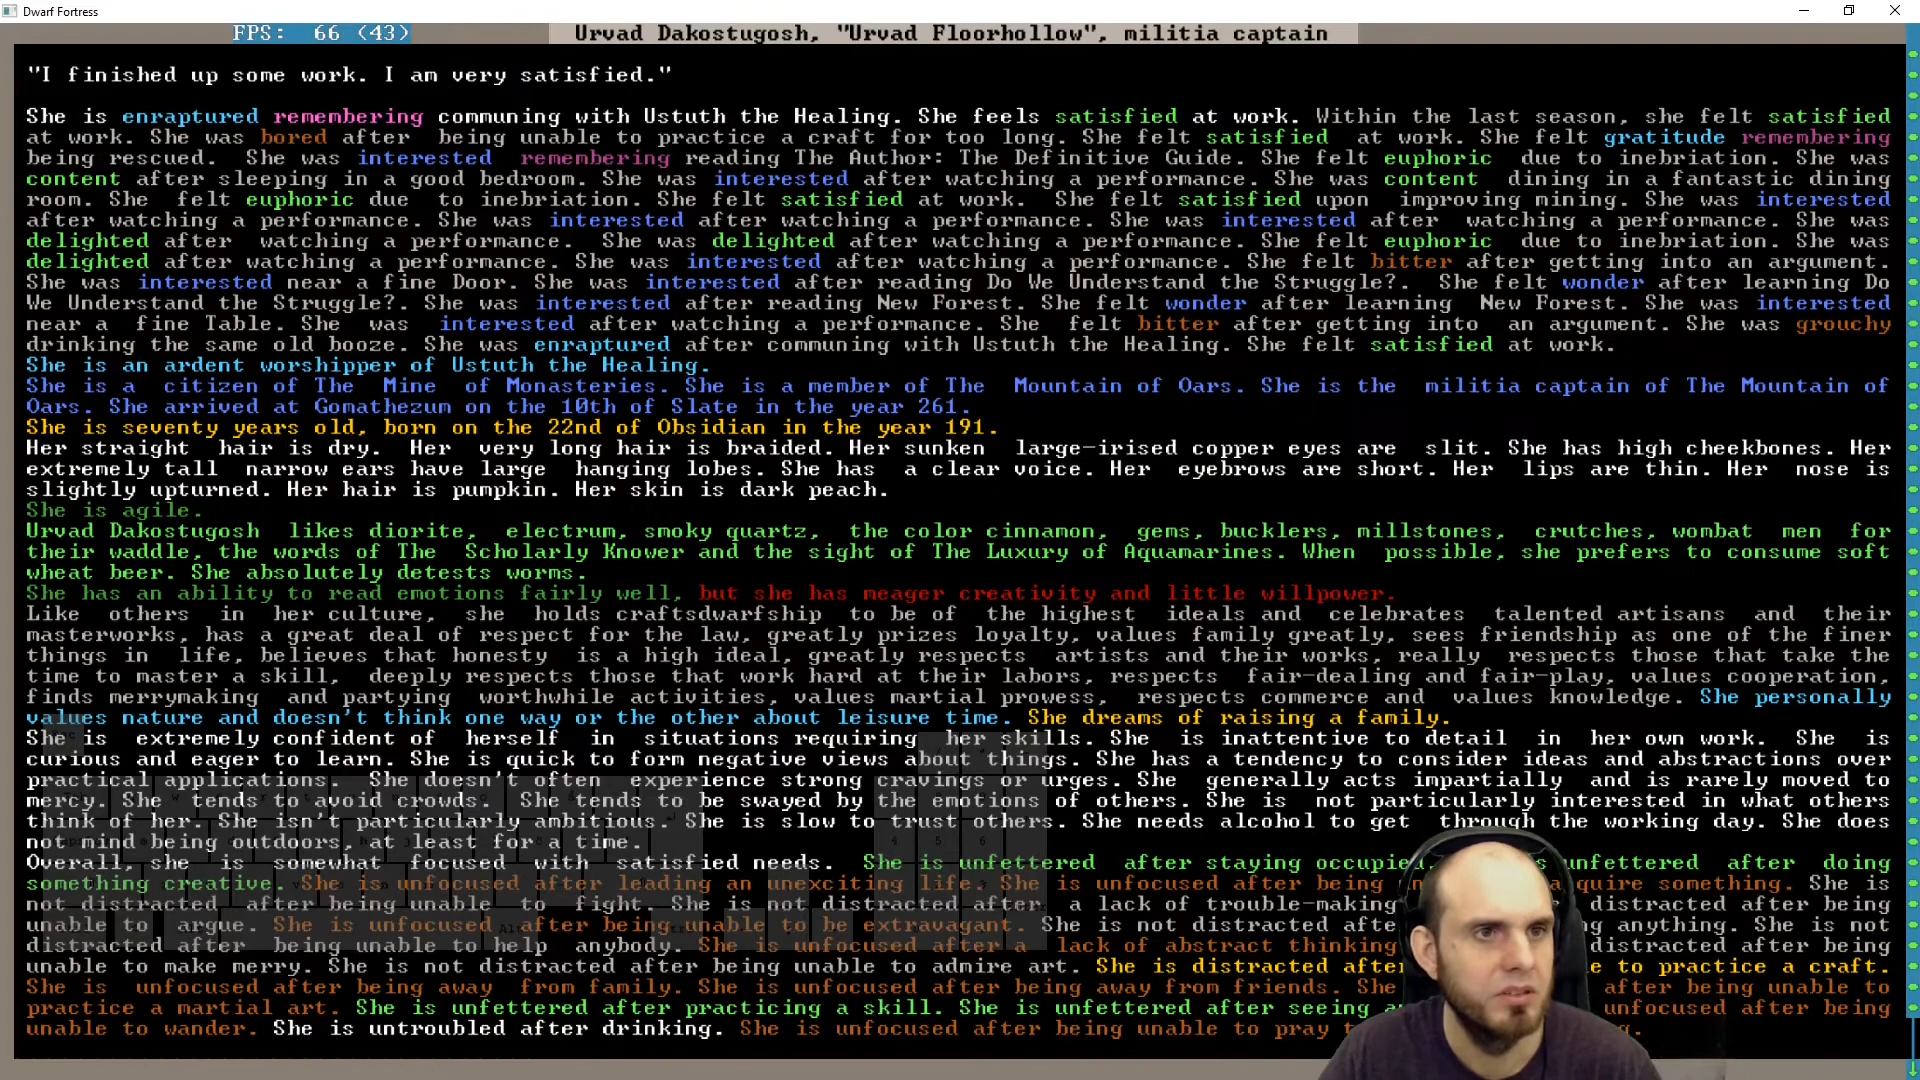 Dwarf Fortress
FPS: 66 (43)
Urvad Dakostugosh, "Urvad Floorhollow", militia captain
"I finished up some work. I am very satisfied."
She is enraptured remembering communing with Ustuth the Healing. She feels satisfied at work. Within the last season, she felt satisfied
at work. She was bored after being unable to practice a craft for too long. She felt satisfied at work. She felt gratitude remembering
being rescued. She was interested remembering reading The Author: The Definitive Guide. She felt euphoric due to inebriation. She was
content after sleeping in a good bedroom. She was interested after watching a performance. She was content dining in a fantastic dining
room. She felt euphoric due to inebriation. She felt satisfied at work. She felt satisfied upon improving mining. She was interested
after watching a performance. She was interested after watching a performance. She was interested after watching a performance. She was
delighted after watching a performance. She was delighted after watching a performance. She felt euphoric due to inebriation. She was
delighted after watching a performance. She was interested after watching a performance. She felt bitter after getting into an argument.
She was interested near a fine Door. She was interested after reading Do We Understand the Struggle?. She felt wonder after learning Do
We Understand the Struggle?. She was interested after reading New Forest. She felt wonder after learning New Forest. She was interested
near a fine Table. She was interested after watching a performance. She felt bitter after getting into an argument. She was grouchy
drinking the same old booze. She was enraptured after communing with Ustuth the Healing. She felt satisfied at work.
She is an ardent worshipper of Ustuth the Healing.
She is a citizen of The Mine of Monasteries. She is a member of The Mountain of Oars. She is the militia captain of The Mountain of
Oars. She arrived at Gomathezum on the 10th of Slate in the year 261.
She is seventy years old, born on the 22nd of Obsidian in the year 191.
Her straight hair is dry. Her very long hair is braided. Her sunken large-irised copper eyes are slit. She has high cheekbones. Her
extremely tall narrow ears have large hanging lobes. She has a clear voice. Her eyebrows are short. Her lips are thin. Her nose is
slightly upturned. Her hair is pumpkin. Her skin is dark peach.
She is agile.
Urvad Dakostugosh likes diorite, electrum, smoky quartz, the color cinnamon, gems, bucklers, millstones, crutches, wombat men for
their waddle, the words of The Scholarly Knower and the sight of The Luxury of Aquamarines. When possible, she prefers to consume soft
wheat beer. She absolutely detests worms.
She has an ability to read emotions fairly well, but she has meager creativity and little willpower.
Like others in her culture, she holds craftsdwarfship to be of the highest ideals and celebrates talented artisans and their
masterworks, has a great deal of respect for the law, greatly prizes loyalty, values family greatly, sees friendship as one of the finer
things in life, believes that honesty is a high ideal, greatly respects artists and their works, really respects those that take the
time to master a skill, deeply respects those that work hard at their labors, respects fair-dealing and fair-play, values cooperation,
finds merrymaking and partying worthwhile activities, values martial prowess, respects commerce and values knowledge. She personally
values nature and doesn't think one way or the other about leisure time. She dreams of raising a family.
She is extremely confident of herself in situations requiring her skills. She is inattentive to detail in her own work. She is
curious and eager to learn. She is quick to form negative views about things. She has a tendency to consider ideas and abstractions over
practical applications. She doesn't often experience strong cravings or urges. She generally acts impartially and is rarely moved to
mercy. She tends to avoid crowds. She tends to be swayed by the emotions of others. She is not particularly interested in what others
think of her. She isn't particularly ambitious. She is slow to trust others. She needs alcohol to get through the working day. She does
not mind being outdoors, at least for a time.
Overall, she is somewhat focused with satisfied needs. She is unfettered after staying occupied. unfettered after doing
something creative. She is unfocused after leading an unexciting life. She is unfocused after being quire something. She is
not distracted after being unable to fight. She is not distracted after a lack of trouble-making distracted after being
unable to argue. She is unfocused after being unable to be extravagant. She is not distracted afte ng anything. She is not
distracted after being unable to help anybody. She is unfocused after a lack of abstract thinking distracted after being
unable to make merry. She is not distracted after being unable to admire art. She is distracted after e to practice a craft.
She is unfocused after being away from family. She is unfocused after being away from friends. She after being unable to
practice a martial art. She is unfettered after practicing a skill. She is unfettered after seeing a unfocused after being
unable to wander. She is untroubled after drinking. She is unfocused after being unable to pray t